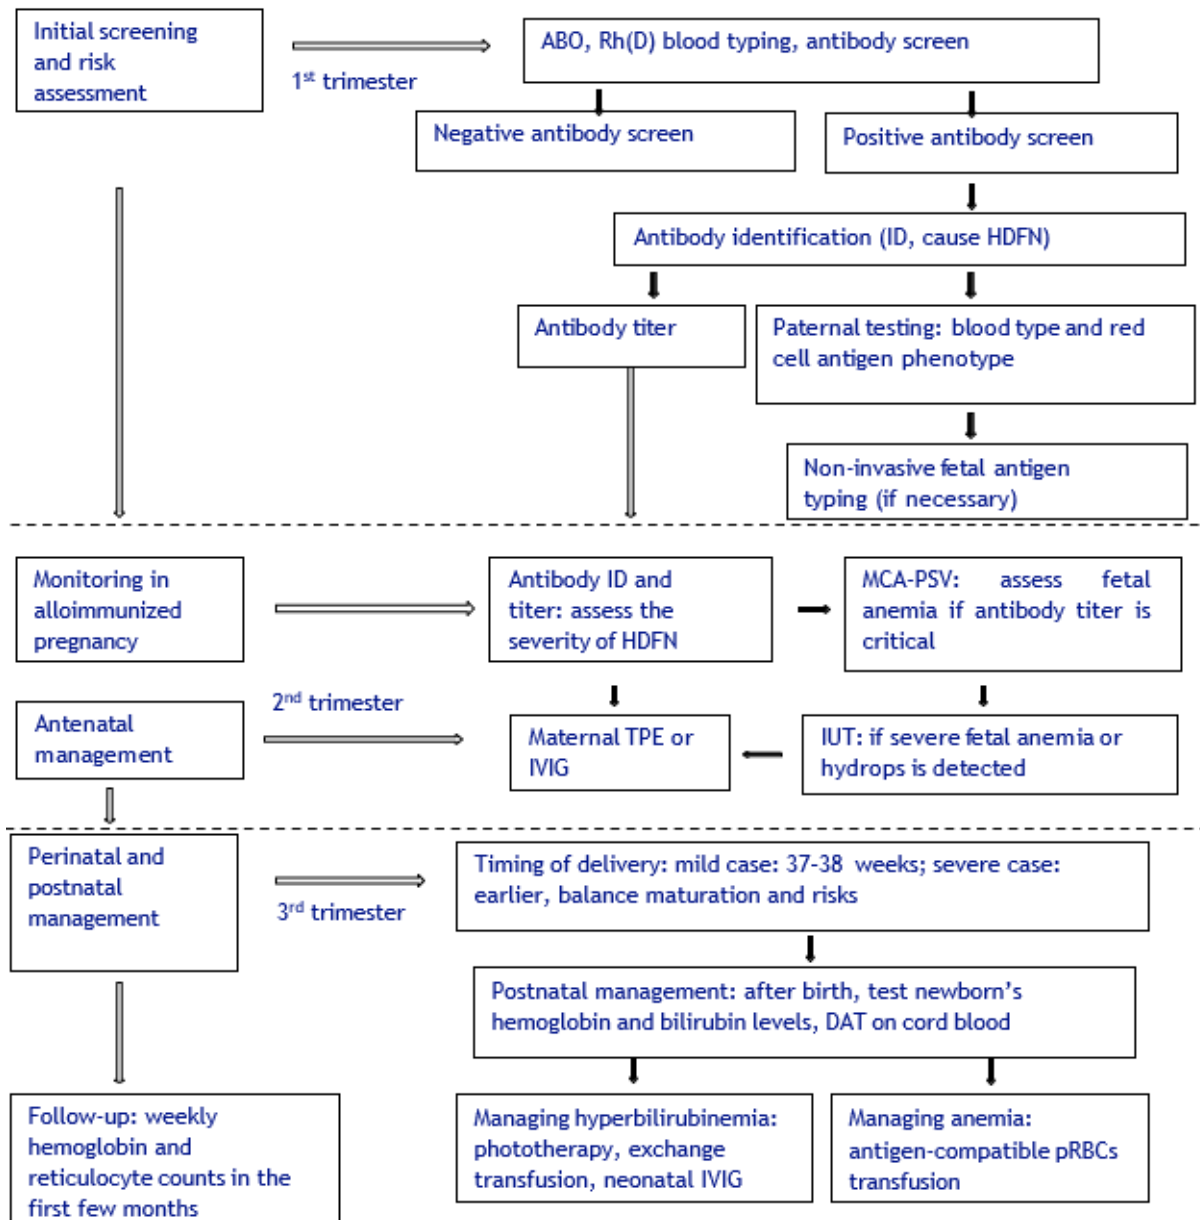 Initial screening
and risk
assessment
1st trimester
ABO, Rh(D) blood typing, antibody screen
Negative antibody screen
Positive antibody screen
Antibody identification (ID, cause HDFN)
Antibody titer
Paternal testing: blood type and red
cell antigen phenotype
Non-invasive fetal antigen
typing (if necessary)
Monitoring in
alloimmunized
pregnancy
Antibody ID and
titer: assess the
severity of HDFN
MCA-PSV: assess fetal
anemia if antibody titer is
critical
Antenatal
management
2nd trimester
Maternal TPE or
IVIG
IUT: if severe fetal anemia or
hydrops is detected
Perinatal and
postnatal
management
3rd trimester
Timing of delivery: mild case: 37-38 weeks; severe case:
earlier, balance maturation and risks
Postnatal management: after birth, test newborn's
hemoglobin and bilirubin levels, DAT on cord blood
Follow-up: weekly
hemoglobin and
reticulocyte counts in the
first few months
Managing hyperbilirubinemia:
phototherapy, exchange
transfusion, neonatal IVIG
Managing anemia:
antigen-compatible pRBCs
transfusion